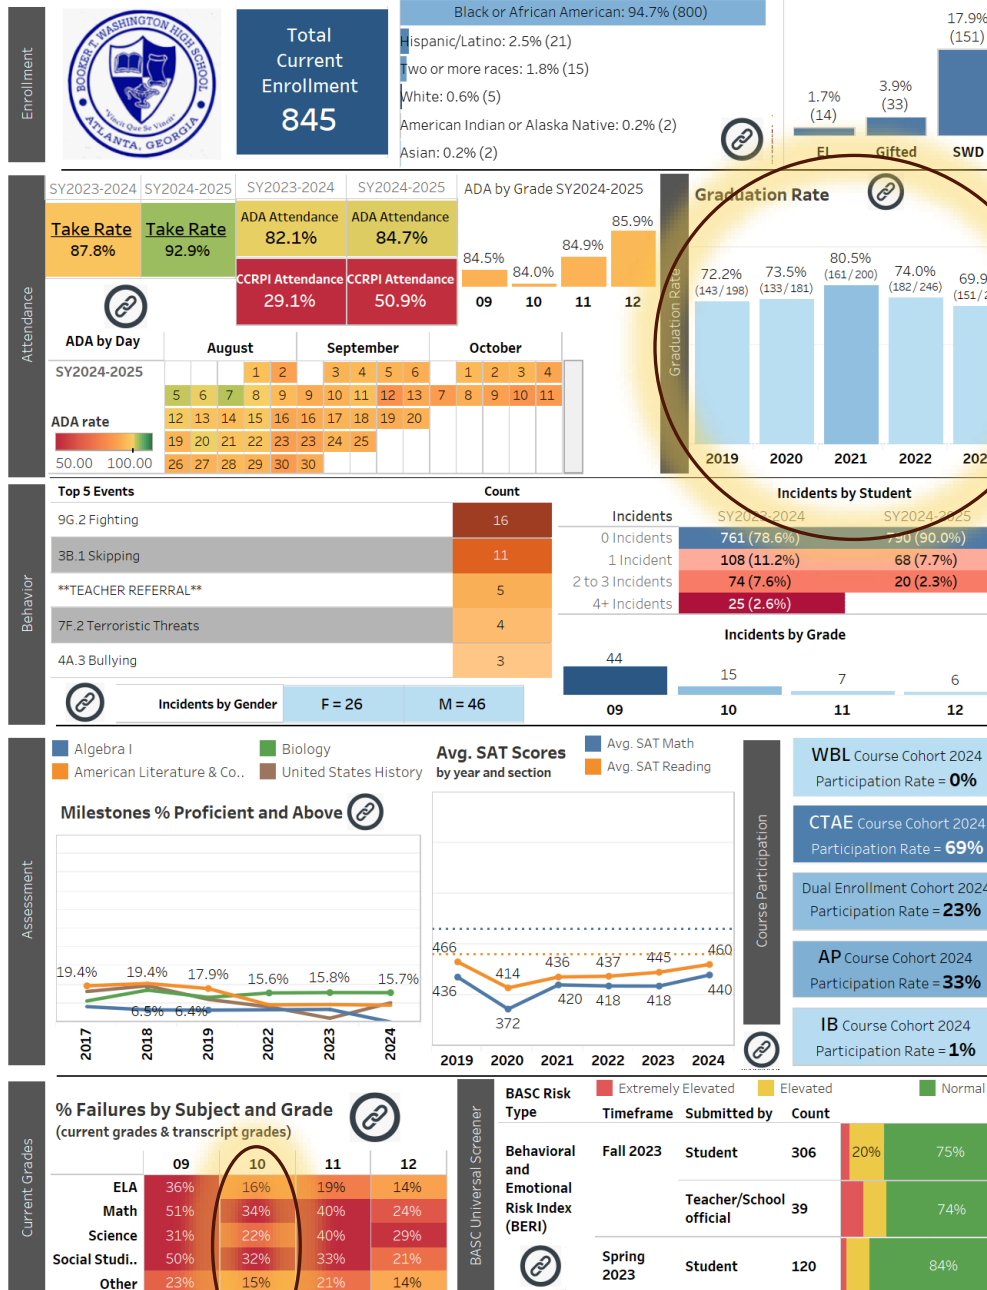 Enrollment
BOOKER T. WASHINGTON HIGH SCHOOL
"Vincit Que Se Vincit"
ATLANTA, GEORGIA
Total
Current
Enrollment
845
Black or African American: 94.7% (800)
Hispanic/Latino: 2.5% (21)
Two or more races: 1.8% (15)
White: 0.6% (5)
American Indian or Alaska Native: 0.2% (2)
Asian: 0.2% (2)
1.7%
(14)
3.9%
(33)
17.9%
(151)
EL Gifted SWD
Attendance
SY2023-2024 SY2024-2025 SY2023-2024 SY2024-2025
Take Rate
87.8%
Take Rate
92.9%
ADA Attendance
82.1%
ADA Attendance
84.7%
CCRPI Attendance
29.1%
CCRPI Attendance
50.9%
ADA by Grade SY2024-2025
84.5% 84.0% 84.9% 85.9%
09 10 11 12
ADA by Day
August September October
SY2024-2025
1 2 3 4 5 6 1 2 3 4
5 6 7 8 9 9 10 11 12 13 7 8 9 10 11
12 13 14 15 16 16 17 18 19 20
19 20 21 22 23 23 24 25
26 27 28 29 30 30
ADA rate
50.00 100.00
Graduation Rate
Graduation Rate
72.2%
(143/198)
73.5%
(133/181)
80.5%
(161/200)
74.0%
(182/246)
69.9
(151/2
2019 2020 2021 2022 202
Behavior
Top 5 Events Count
9G.2 Fighting 16
3B.1 Skipping 11
**TEACHER REFERRAL** 5
7F.2 Terroristic Threats 4
4A.3 Bullying 3
Incidents by Gender F = 26 M = 46
Incidents by Student
Incidents SY2023-2024 SY2024-2025
0 Incidents 761 (78.6%) 790 (90.0%)
1 Incident 108 (11.2%) 68 (7.7%)
2 to 3 Incidents 74 (7.6%) 20 (2.3%)
4+ Incidents 25 (2.6%)
Incidents by Grade
44 15 7 6
09 10 11 12
Assessment
Algebra I Biology
American Literature & Co.. United States History
Milestones % Proficient and Above
19.4% 19.4% 17.9% 15.6% 15.8% 15.7%
6.5% 6.4%
2017 2018 2019 2022 2023 2024
Avg. SAT Scores
by year and section
Avg. SAT Math
Avg. SAT Reading
466 414 436 437 445 460
436 372 420 418 418 440
2019 2020 2021 2022 2023 2024
Course Participation
WBL Course Cohort 2024
Participation Rate = 0%
CTAE Course Cohort 2024
Participation Rate = 69%
Dual Enrollment Cohort 2024
Participation Rate = 23%
AP Course Cohort 2024
Participation Rate = 33%
IB Course Cohort 2024
Participation Rate = 1%
Current Grades
% Failures by Subject and Grade
(current grades & transcript grades)
09 10 11 12
ELA 36% 16% 19% 14%
Math 51% 34% 40% 24%
Science 31% 22% 40% 29%
Social Studi.. 50% 32% 33% 21%
Other 23% 15% 21% 14%
BASC Universal Screener
Extremely Elevated Elevated Normal
BASC Risk
Type
Timeframe Submitted by Count
Behavioral
and
Emotional
Risk Index
(BERI)
Fall 2023 Student 306 20% 75%
Teacher/School
official
39 74%
Spring
2023
Student 120 84%